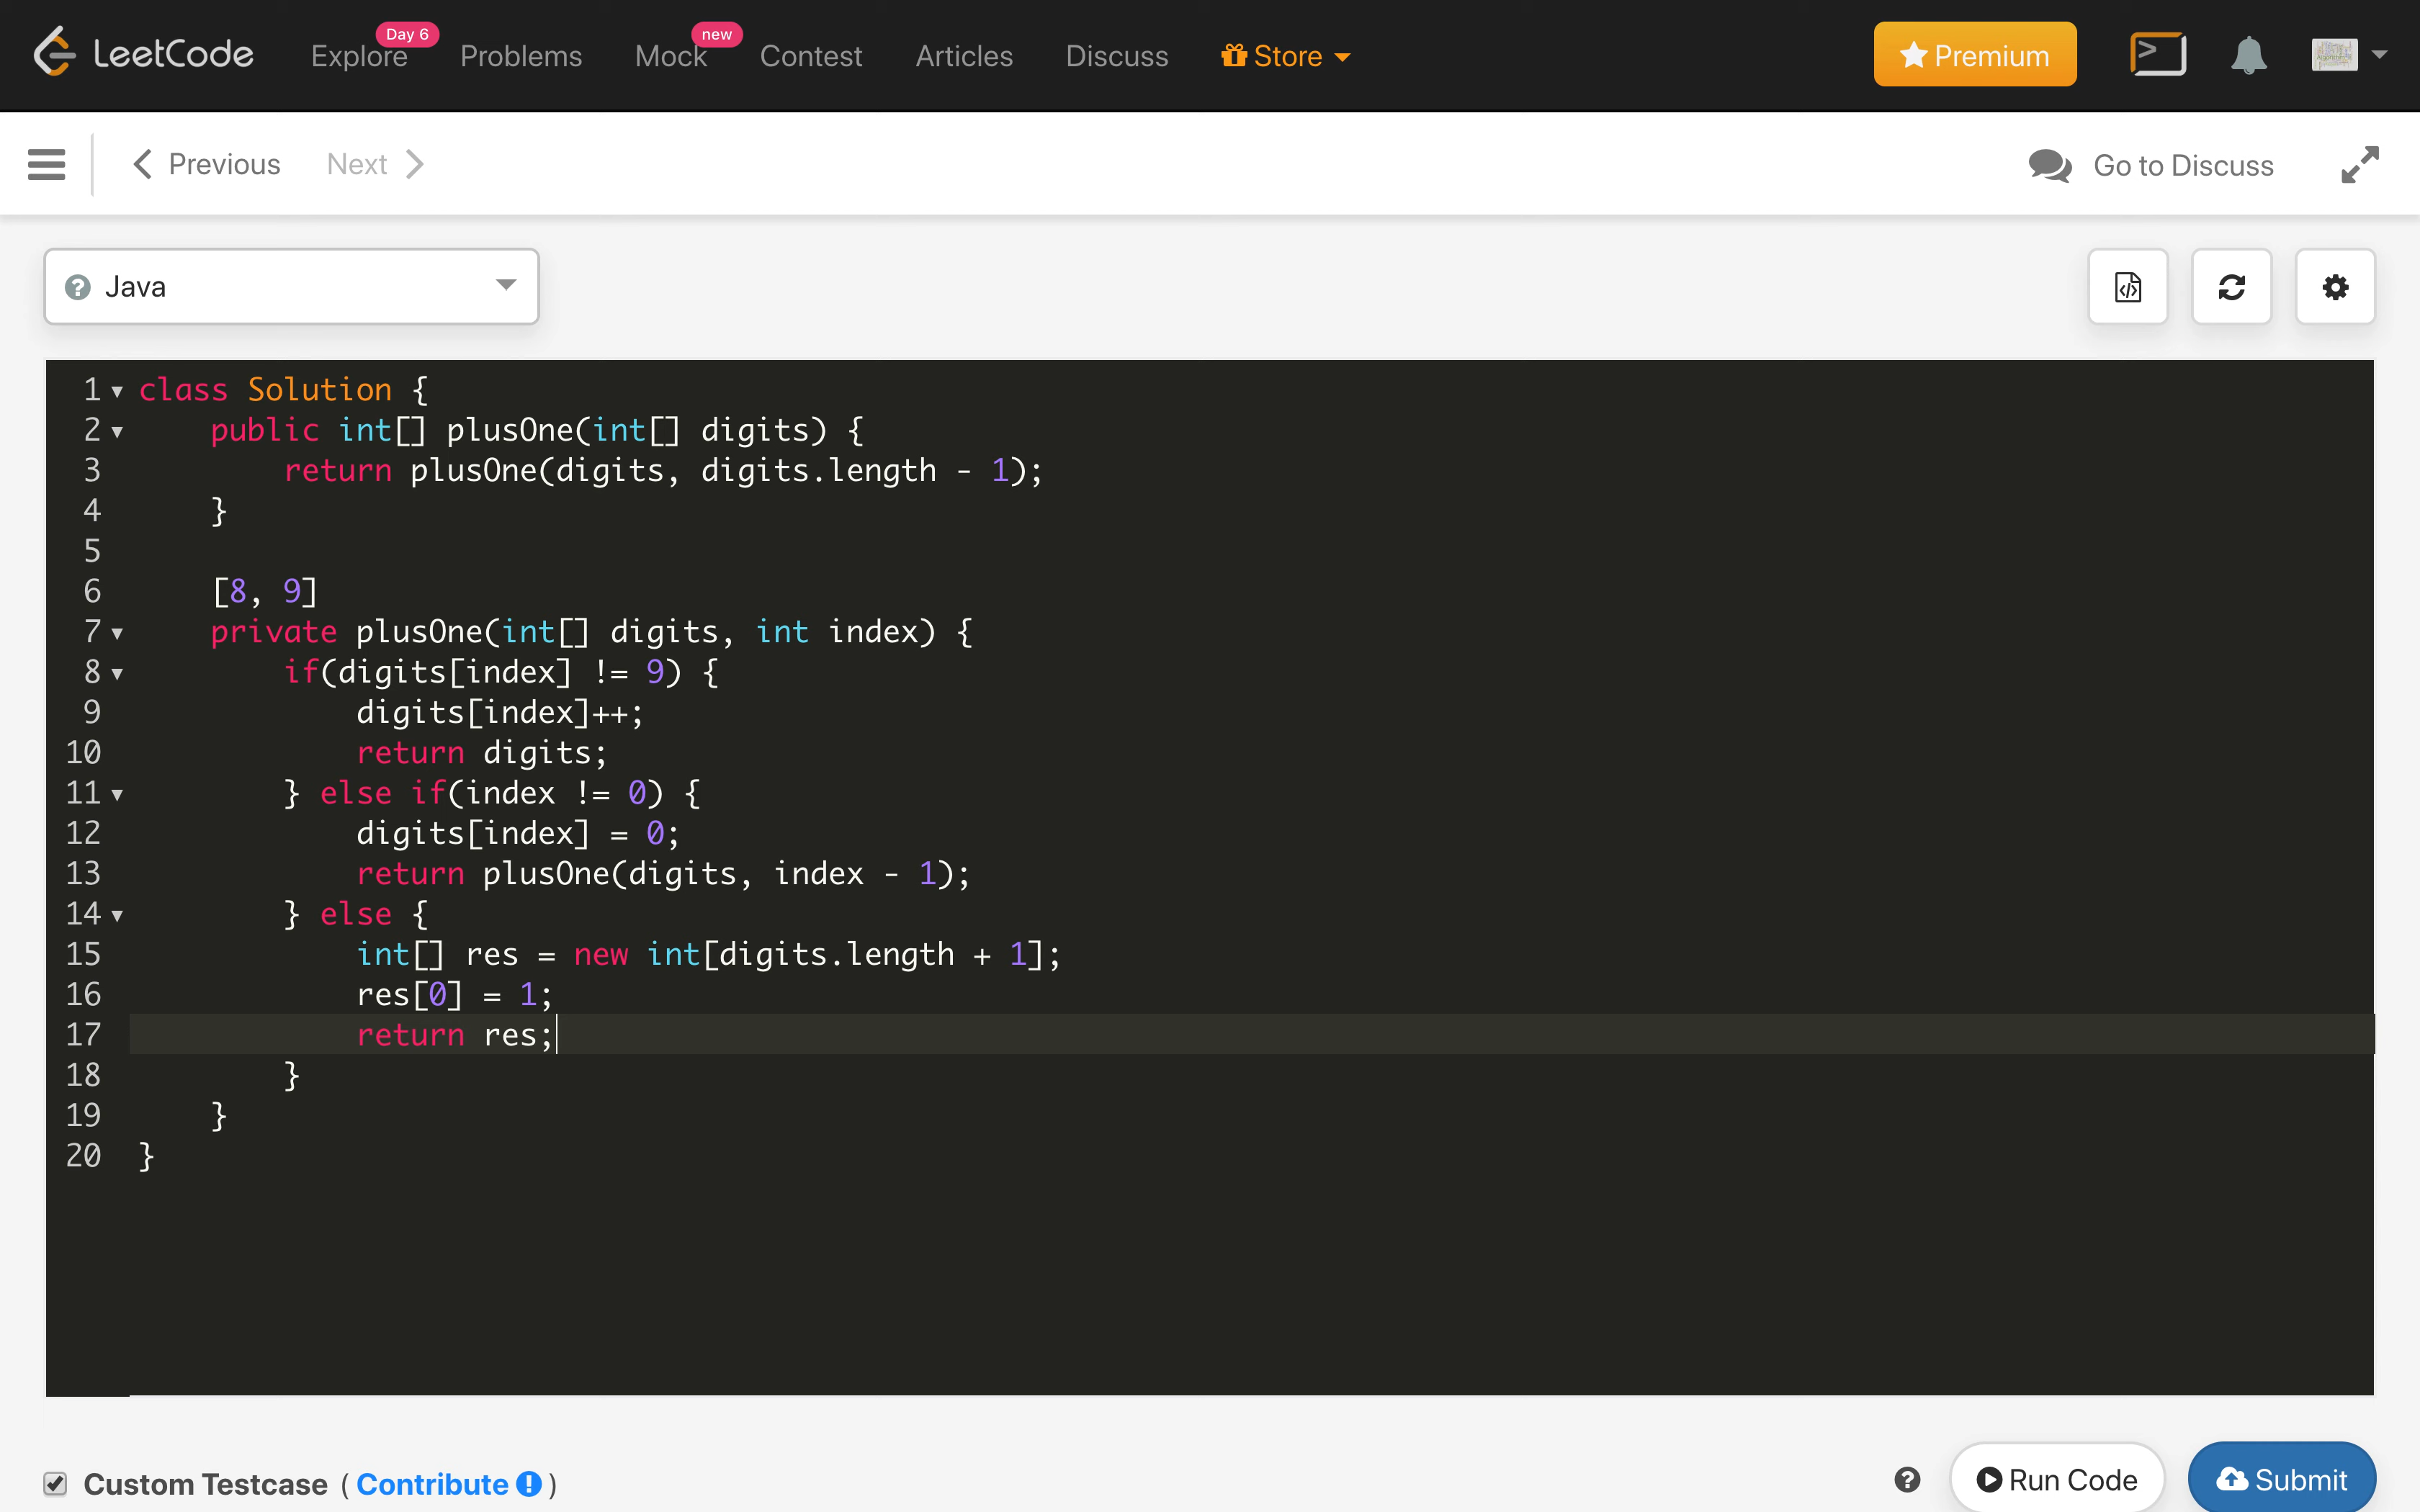 LeetCode Explore Day 6 Problems Mock new Contest Articles Discuss Store Premium
Previous Next Go to Discuss
Java
1 class Solution {
2 public int[] plusOne(int[] digits) {
3 return plusOne(digits, digits.length - 1);
4 }
5
6 [8, 9]
7 private plusOne(int[] digits, int index) {
8 if(digits[index] != 9) {
9 digits[index]++;
10 return digits;
11 } else if(index != 0) {
12 digits[index] = 0;
13 return plusOne(digits, index - 1);
14 } else {
15 int[] res = new int[digits.length + 1];
16 res[0] = 1;
17 return res;
18 }
19 }
20 }
Custom Testcase ( Contribute ) Run Code Submit